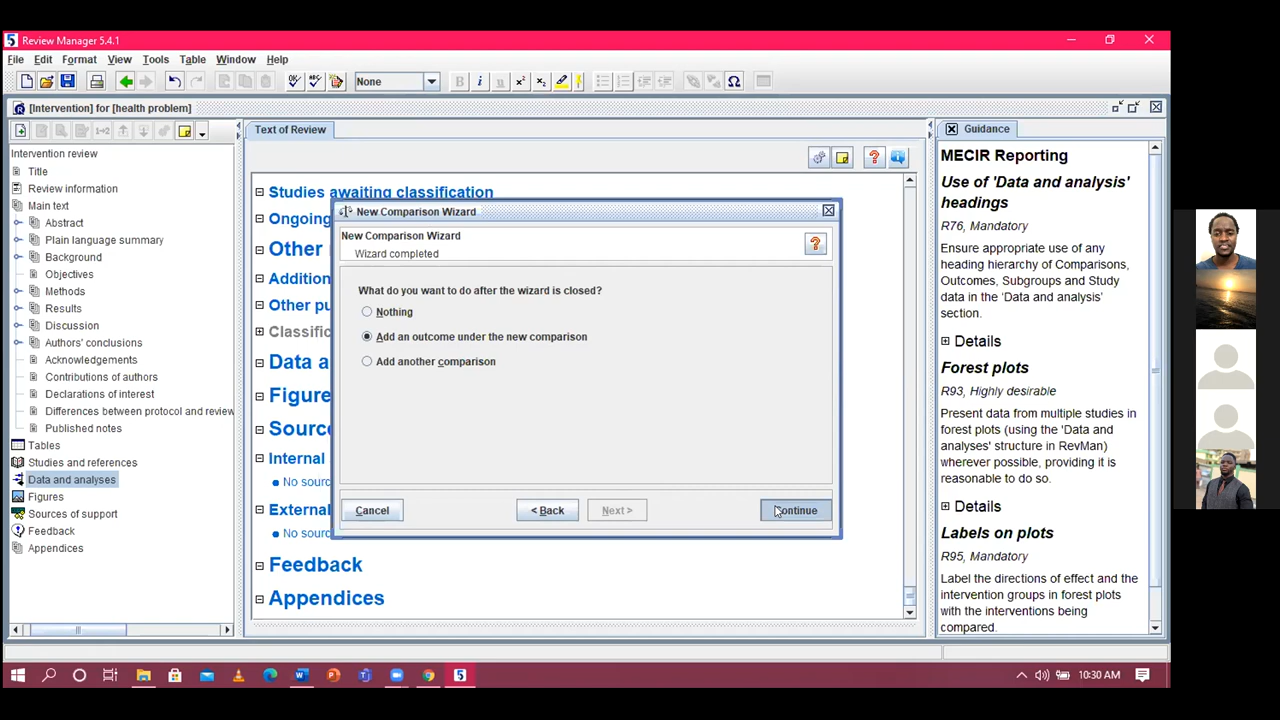 5 Review Manager 5.4.1
File Edit Format View Tools Table Window Help
None B i u x² x₂ Ω
[Intervention] for [health problem]
Intervention review
Title
Review information
Main text
Abstract
Plain language summary
Background
Objectives
Methods
Results
Discussion
Authors' conclusions
Acknowledgements
Contributions of authors
Declarations of interest
Differences between protocol and review
Published notes
Tables
Studies and references
Data and analyses
Figures
Sources of support
Feedback
Appendices
Text of Review
Studies awaiting classification
Ongoing
Other
Addition
Other pu
Classific
Data a
Figure
Sourc
Internal
No sourc
External
No sourc
Feedback
Appendices
New Comparison Wizard
New Comparison Wizard
Wizard completed
What do you want to do after the wizard is closed?
Nothing
Add an outcome under the new comparison
Add another comparison
Cancel < Back Next > Continue
Guidance
MECIR Reporting
Use of 'Data and analysis'
headings
R76, Mandatory
Ensure appropriate use of any
heading hierarchy of Comparisons,
Outcomes, Subgroups and Study
data in the 'Data and analysis'
section.
Details
Forest plots
R93, Highly desirable
Present data from multiple studies in
forest plots (using the 'Data and
analyses' structure in RevMan)
wherever possible, providing it is
reasonable to do so.
Details
Labels on plots
R95, Mandatory
Label the directions of effect and the
intervention groups in forest plots
with the interventions being
compared.
10:30 AM